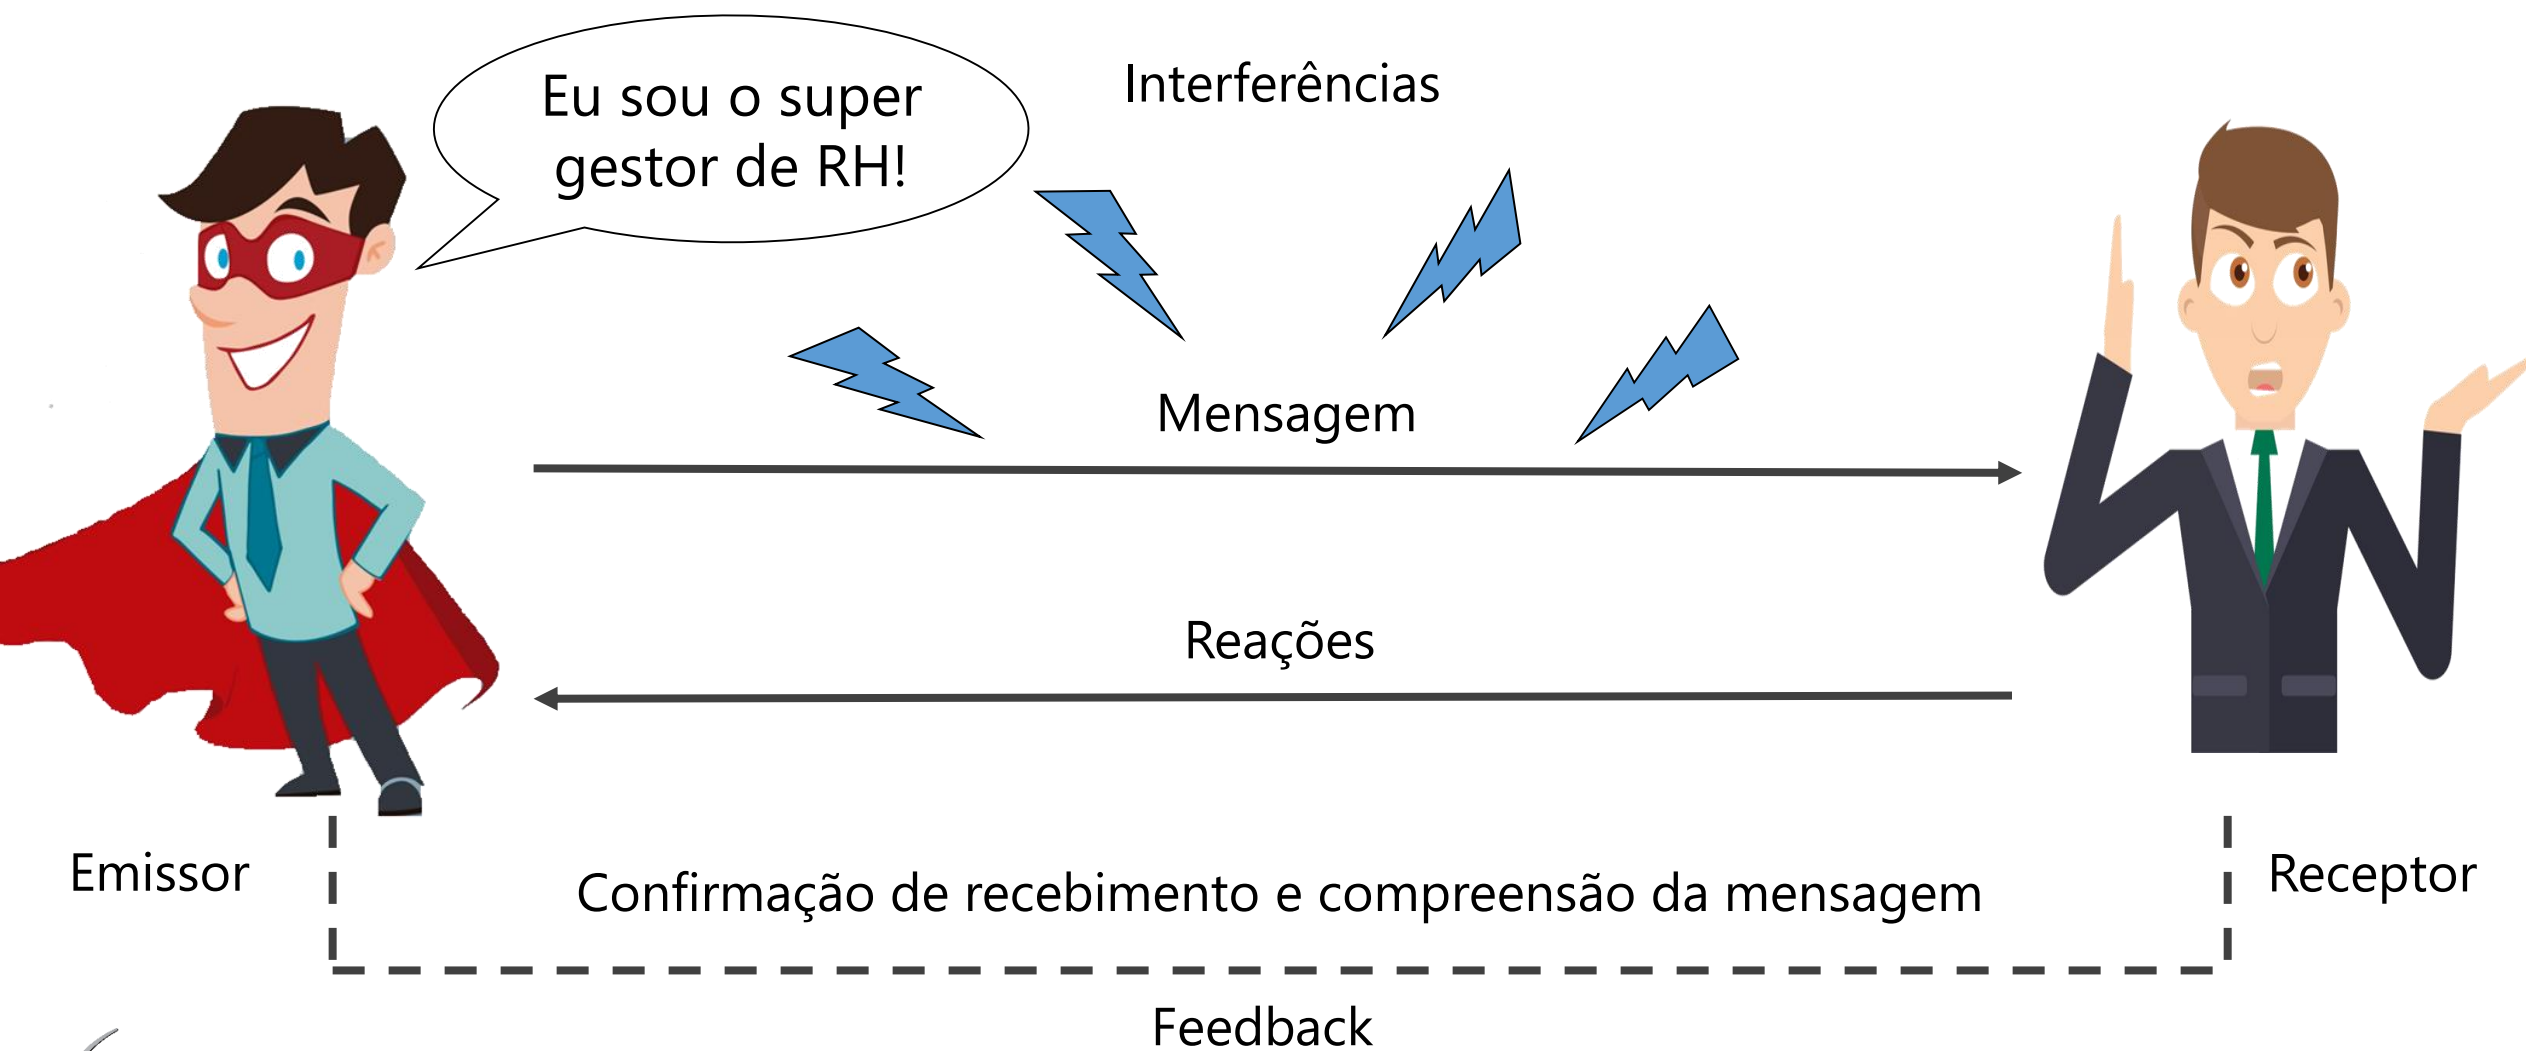 Eu sou o super
gestor de RH!
Interferências
Mensagem
Reações
Emissor
Confirmação de recebimento e compreensão da mensagem
Receptor
Feedback